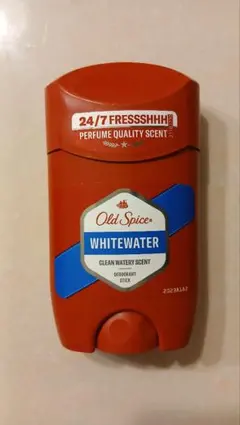 24/7 FRESSSHHH
PERFUME QUALITY SCENT
Old Spice
WHITEWATER
CLEAN WATERY SCENT
DEODORANT
STICK